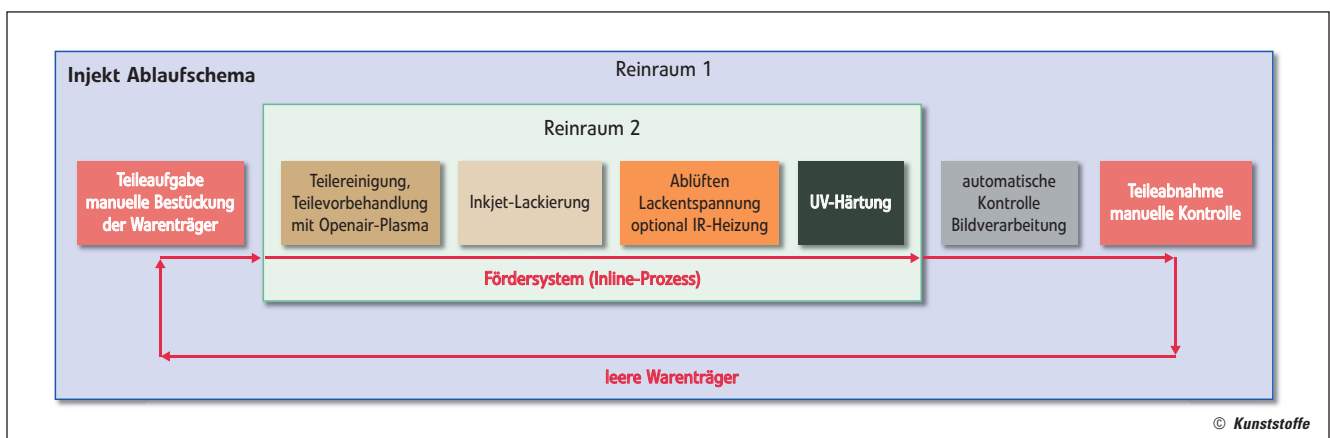 Injekt Ablaufschema
Reinraum 1
Reinraum 2
Teileaufgabe
manuelle Bestückung
der Warenträger
Teilereinigung,
Teilevorbehandlung
mit Openair-Plasma
Inkjet-Lackierung
Ablüften
Lackentspannung
optional IR-Heizung
UV-Härtung
automatische
Kontrolle
Bildverarbeitung
Teileabnahme
manuelle Kontrolle
Fördersystem (Inline-Prozess)
leere Warenträger
© Kunststoffe